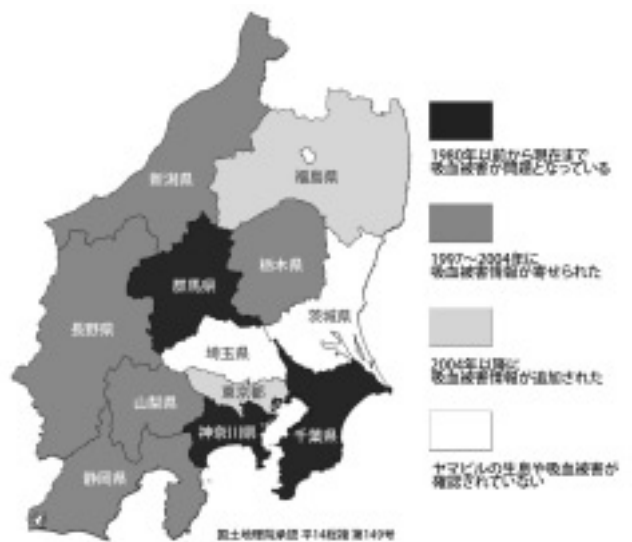 新潟県
福島県
群馬県
栃木県
茨城県
長野県
埼玉県
山梨県
東京都
神奈川県
千葉県
静岡県
1980年以前から現在まで
吸血被害が問題となっている
1997～2004年に
吸血被害情報が寄せられた
2004年以降に
吸血被害情報が追加された
ヤマビルの生息や吸血被害が
確認されていない
国土地理院承認 平14総複 第149号